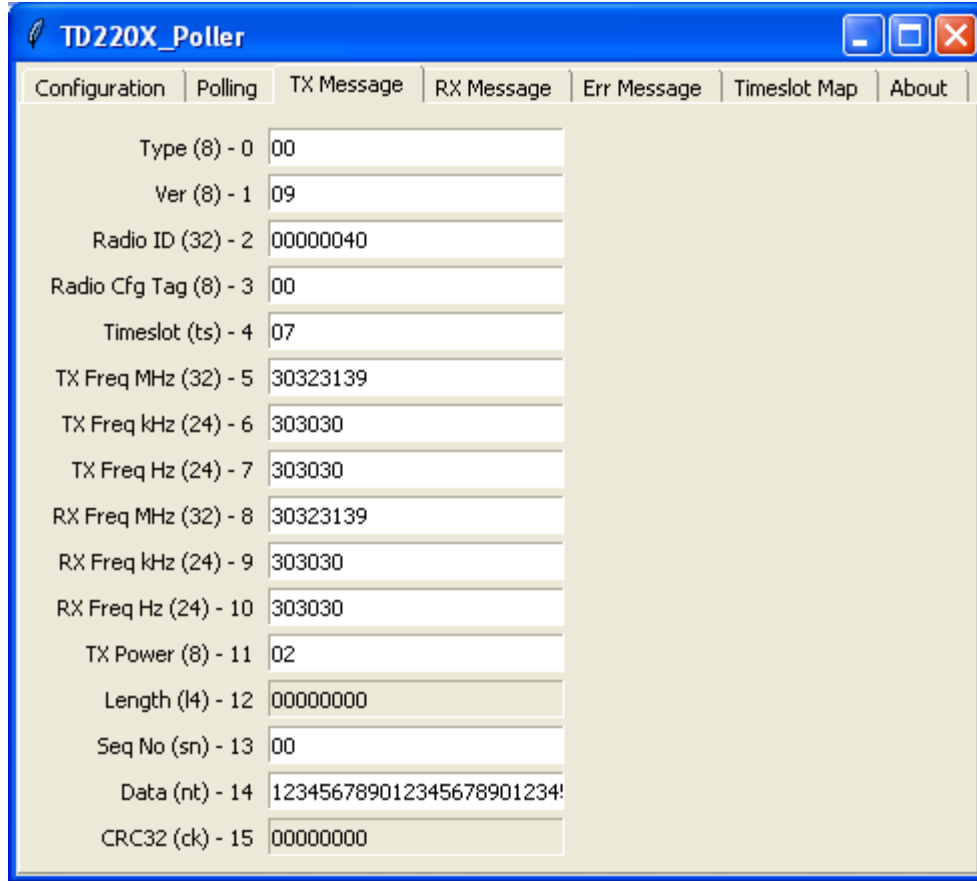 TD220X_Poller
Configuration Polling TX Message RX Message Err Message Timeslot Map About
Type (8) - 0 00
Ver (8) - 1 09
Radio ID (32) - 2 00000040
Radio Cfg Tag (8) - 3 00
Timeslot (ts) - 4 07
TX Freq MHz (32) - 5 30323139
TX Freq kHz (24) - 6 303030
TX Freq Hz (24) - 7 303030
RX Freq MHz (32) - 8 30323139
RX Freq kHz (24) - 9 303030
RX Freq Hz (24) - 10 303030
TX Power (8) - 11 02
Length (l4) - 12 00000000
Seq No (sn) - 13 00
Data (nt) - 14 123456789012345678901234
CRC32 (ck) - 15 00000000